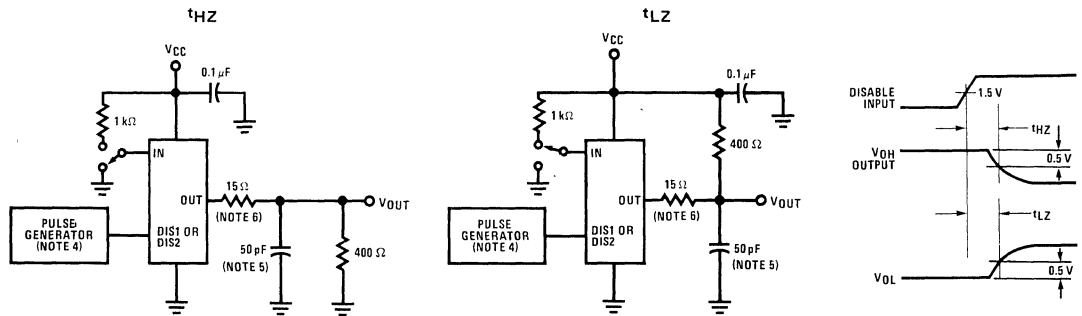 tHZ
VCC
0.1 µF
1 kΩ
IN
OUT
15 Ω
(NOTE 6)
VOUT
PULSE
GENERATOR
(NOTE 4)
DIS1 OR
DIS2
50 pF
(NOTE 5)
400 Ω
tLZ
VCC
0.1 µF
1 kΩ
400 Ω
IN
15 Ω
OUT
(NOTE 6)
VOUT
PULSE
GENERATOR
(NOTE 4)
DIS1 OR
DIS2
50 pF
(NOTE 5)
DISABLE
INPUT
1.5 V
tHZ
VOH
OUTPUT
0.5 V
tLZ
VOL
0.5 V